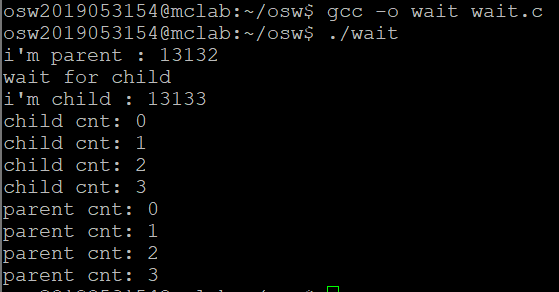 osw2019053154@mclab:~/osw$ gcc -o wait wait.c
osw2019053154@mclab:~/osw$ ./wait
i'm parent : 13132
wait for child
i'm child : 13133
child cnt: 0
child cnt: 1
child cnt: 2
child cnt: 3
parent cnt: 0
parent cnt: 1
parent cnt: 2
parent cnt: 3